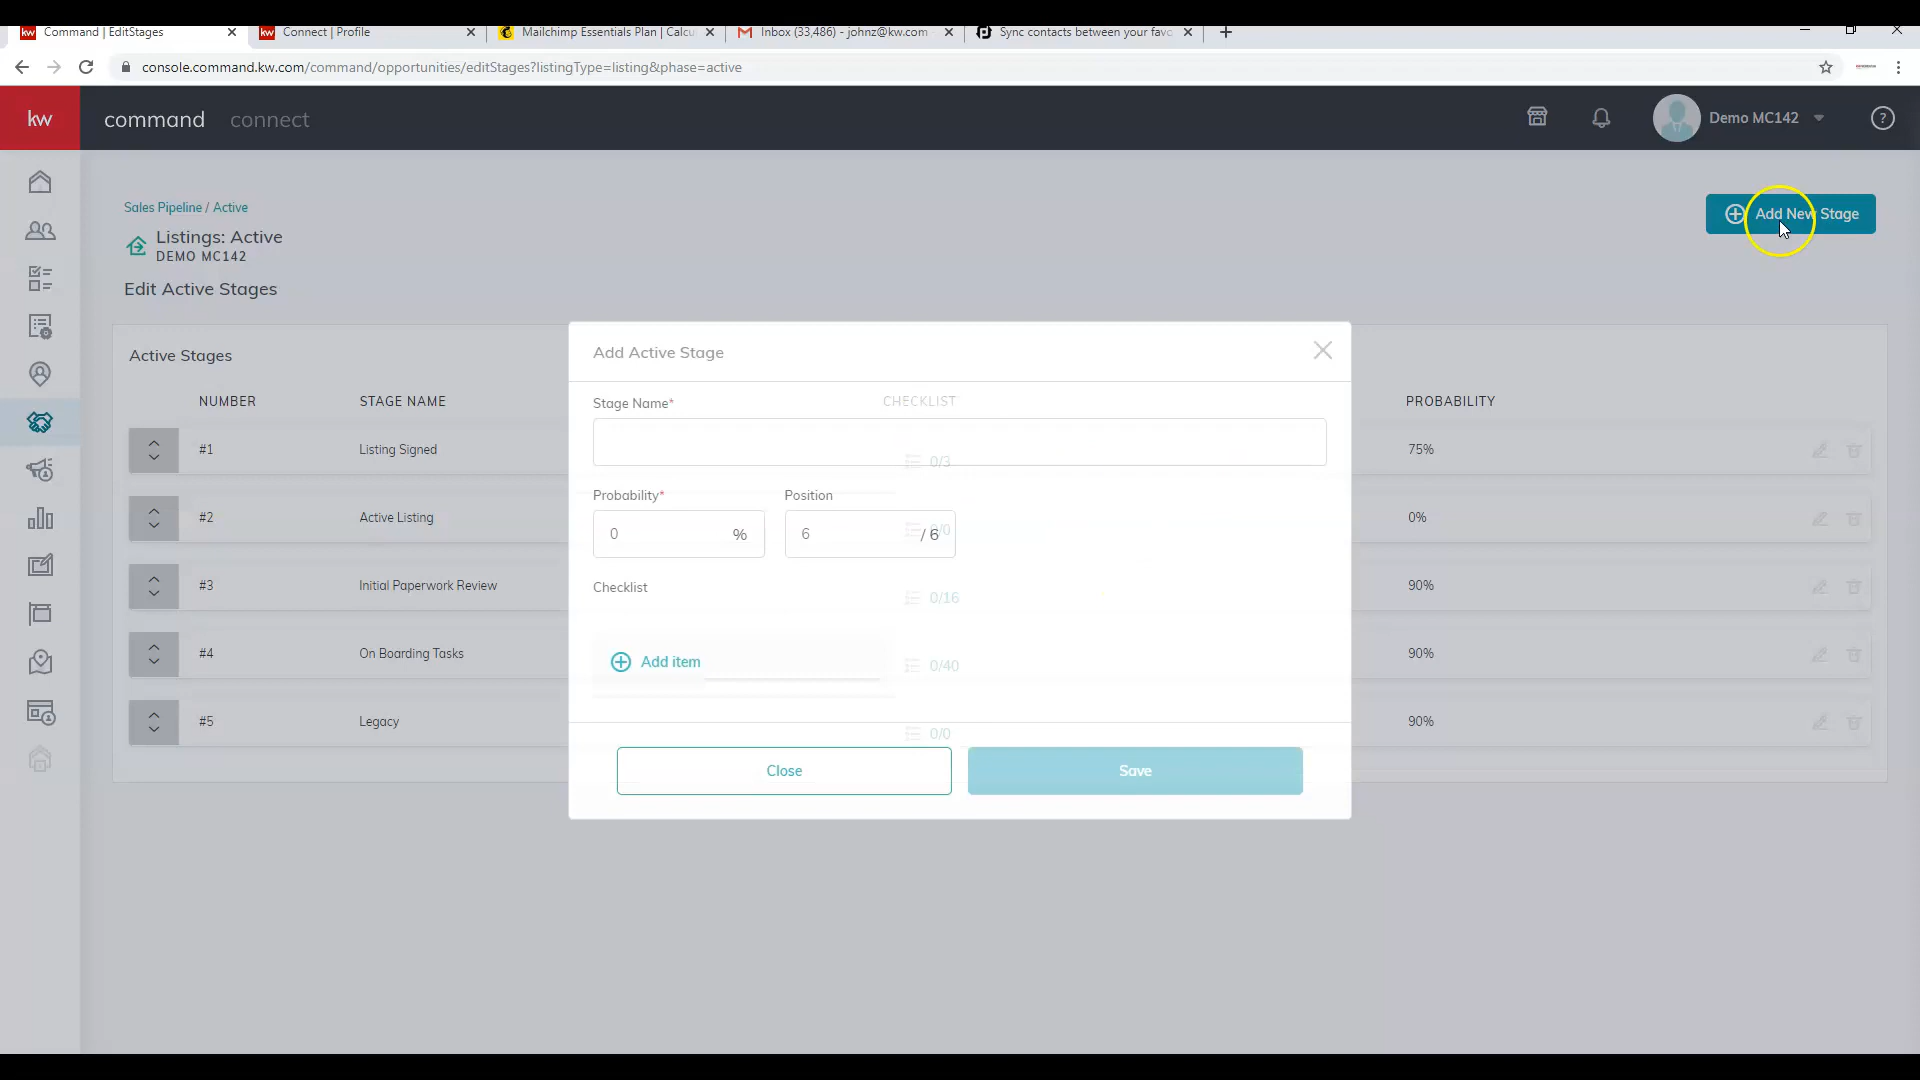 kw Command | EditStages
kw Connect | Profile
Mailchimp Essentials Plan | Calcu
Inbox (33,486) - johnz@kw.com
Sync contacts between your favo
console.command.kw.com/command/opportunities/editStages?listingType=listing&phase=active
kw command connect Demo MC142 ?
Sales Pipeline / Active
Add New Stage
Listings: Active
DEMO MC142
Edit Active Stages
Active Stages
Add Active Stage
NUMBER STAGE NAME CHECKLIST PROBABILITY
Stage Name*
#1 Listing Signed 0/3 75%
Probability* Position
#2 Active Listing 0/0 0%
0 % 6 / 6
Checklist
#3 Initial Paperwork Review 0/16 90%
#4 On Boarding Tasks 0/40 90%
Add item
#5 Legacy 0/0 90%
Close Save